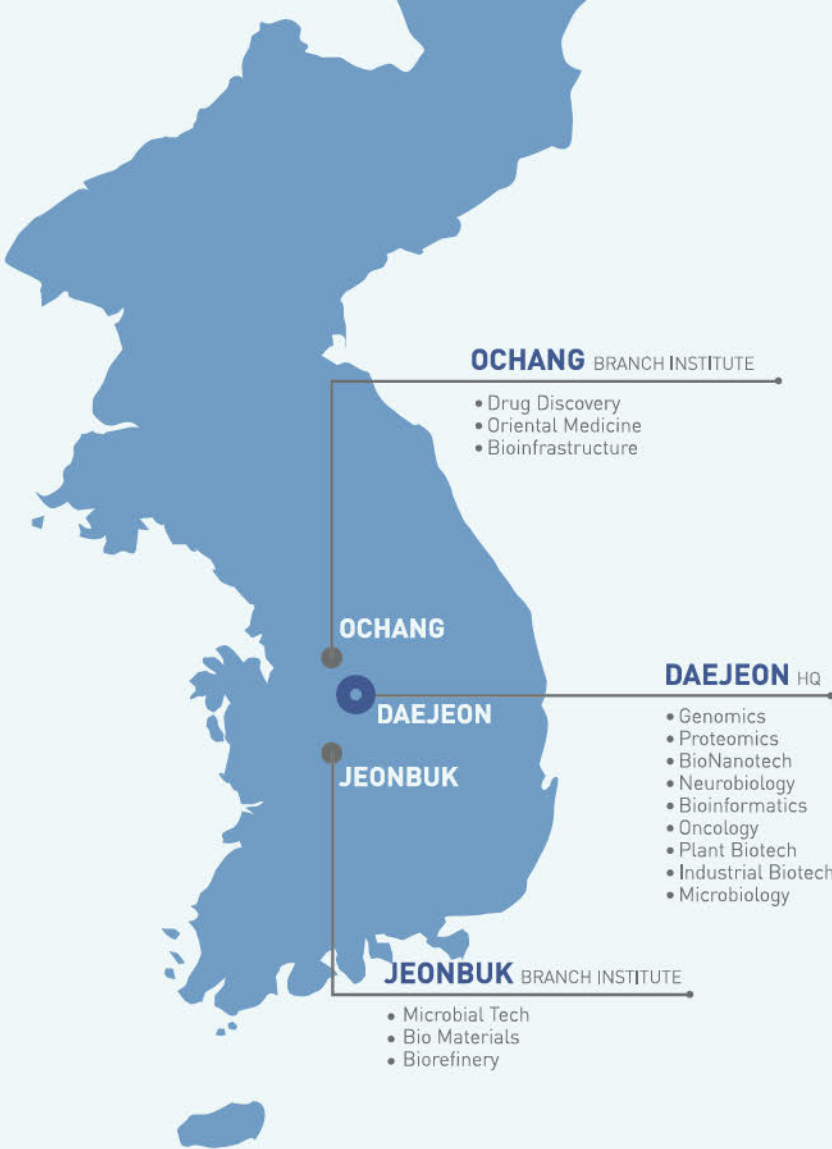 OCHANG BRANCH INSTITUTE
• Drug Discovery
• Oriental Medicine
• Bioinfrastructure
OCHANG
DAEJEON HQ
DAEJEON
• Genomics
• Proteomics
• BioNanotech
• Neurobiology
• Bioinformatics
• Oncology
• Plant Biotech
• Industrial Biotech
• Microbiology
JEONBUK
JEONBUK BRANCH INSTITUTE
• Microbial Tech
• Bio Materials
• Biorefinery